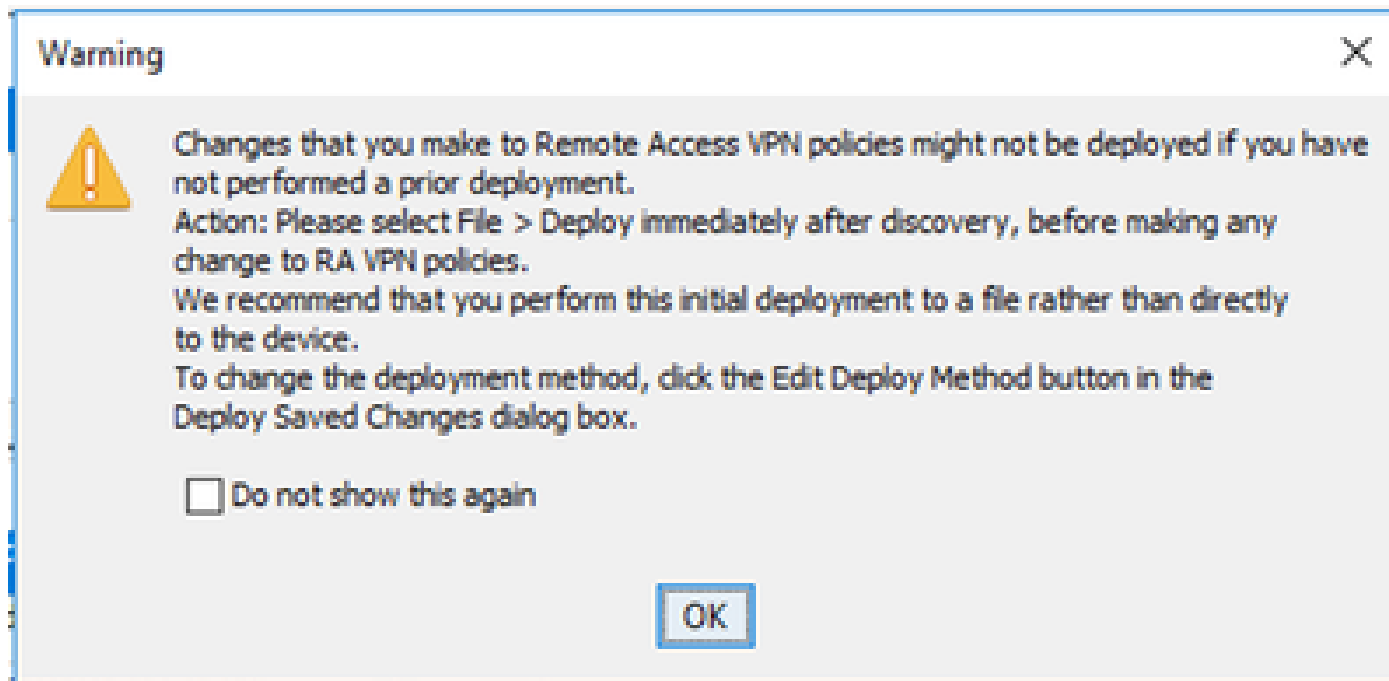 Warning
Changes that you make to Remote Access VPN policies might not be deployed if you have
not performed a prior deployment.
Action: Please select File > Deploy immediately after discovery, before making any
change to RA VPN policies.
We recommend that you perform this initial deployment to a file rather than directly
to the device.
To change the deployment method, click the Edit Deploy Method button in the
Deploy Saved Changes dialog box.
Do not show this again
OK